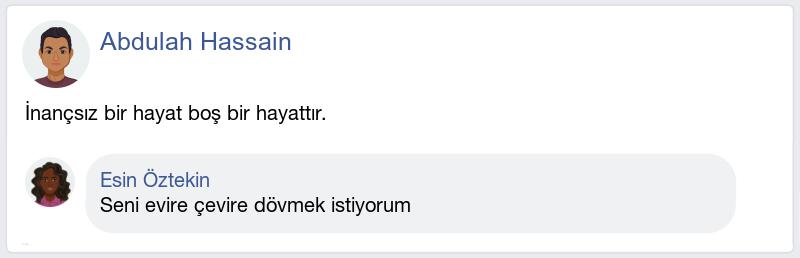 Abdulah Hassain
İnançsız bir hayat boş bir hayattır.
Esin Öztekin
Seni evire çevire dövmek istiyorum